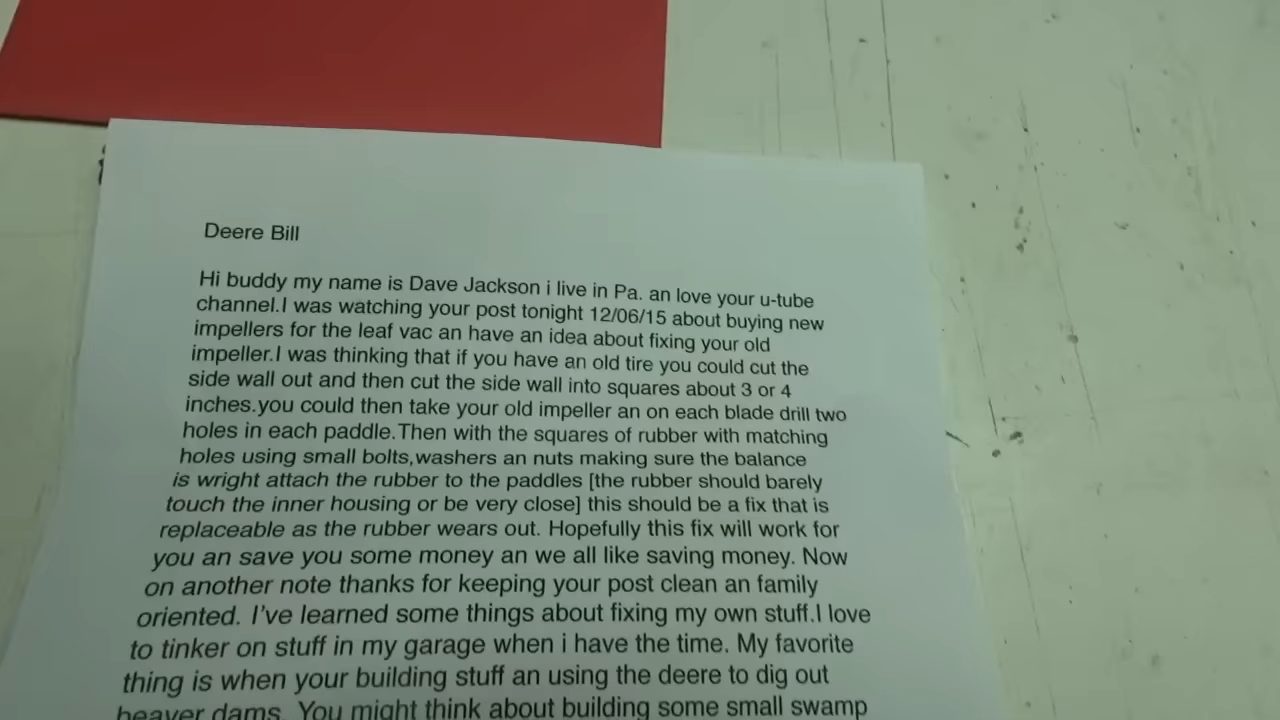 Deere Bill
Hi buddy my name is Dave Jackson i live in Pa. an love your u-tube
channel.I was watching your post tonight 12/06/15 about buying new
impellers for the leaf vac an have an idea about fixing your old
impeller.I was thinking that if you have an old tire you could cut the
side wall out and then cut the side wall into squares about 3 or 4
inches.you could then take your old impeller an on each blade drill two
holes in each paddle.Then with the squares of rubber with matching
holes using small bolts,washers an nuts making sure the balance
is wright attach the rubber to the paddles [the rubber should barely
touch the inner housing or be very close] this should be a fix that is
replaceable as the rubber wears out. Hopefully this fix will work for
you an save you some money an we all like saving money. Now
on another note thanks for keeping your post clean an family
oriented. I've learned some things about fixing my own stuff.I love
to tinker on stuff in my garage when i have the time. My favorite
thing is when your building stuff an using the deere to dig out
beaver dams. You might think about building some small swamp